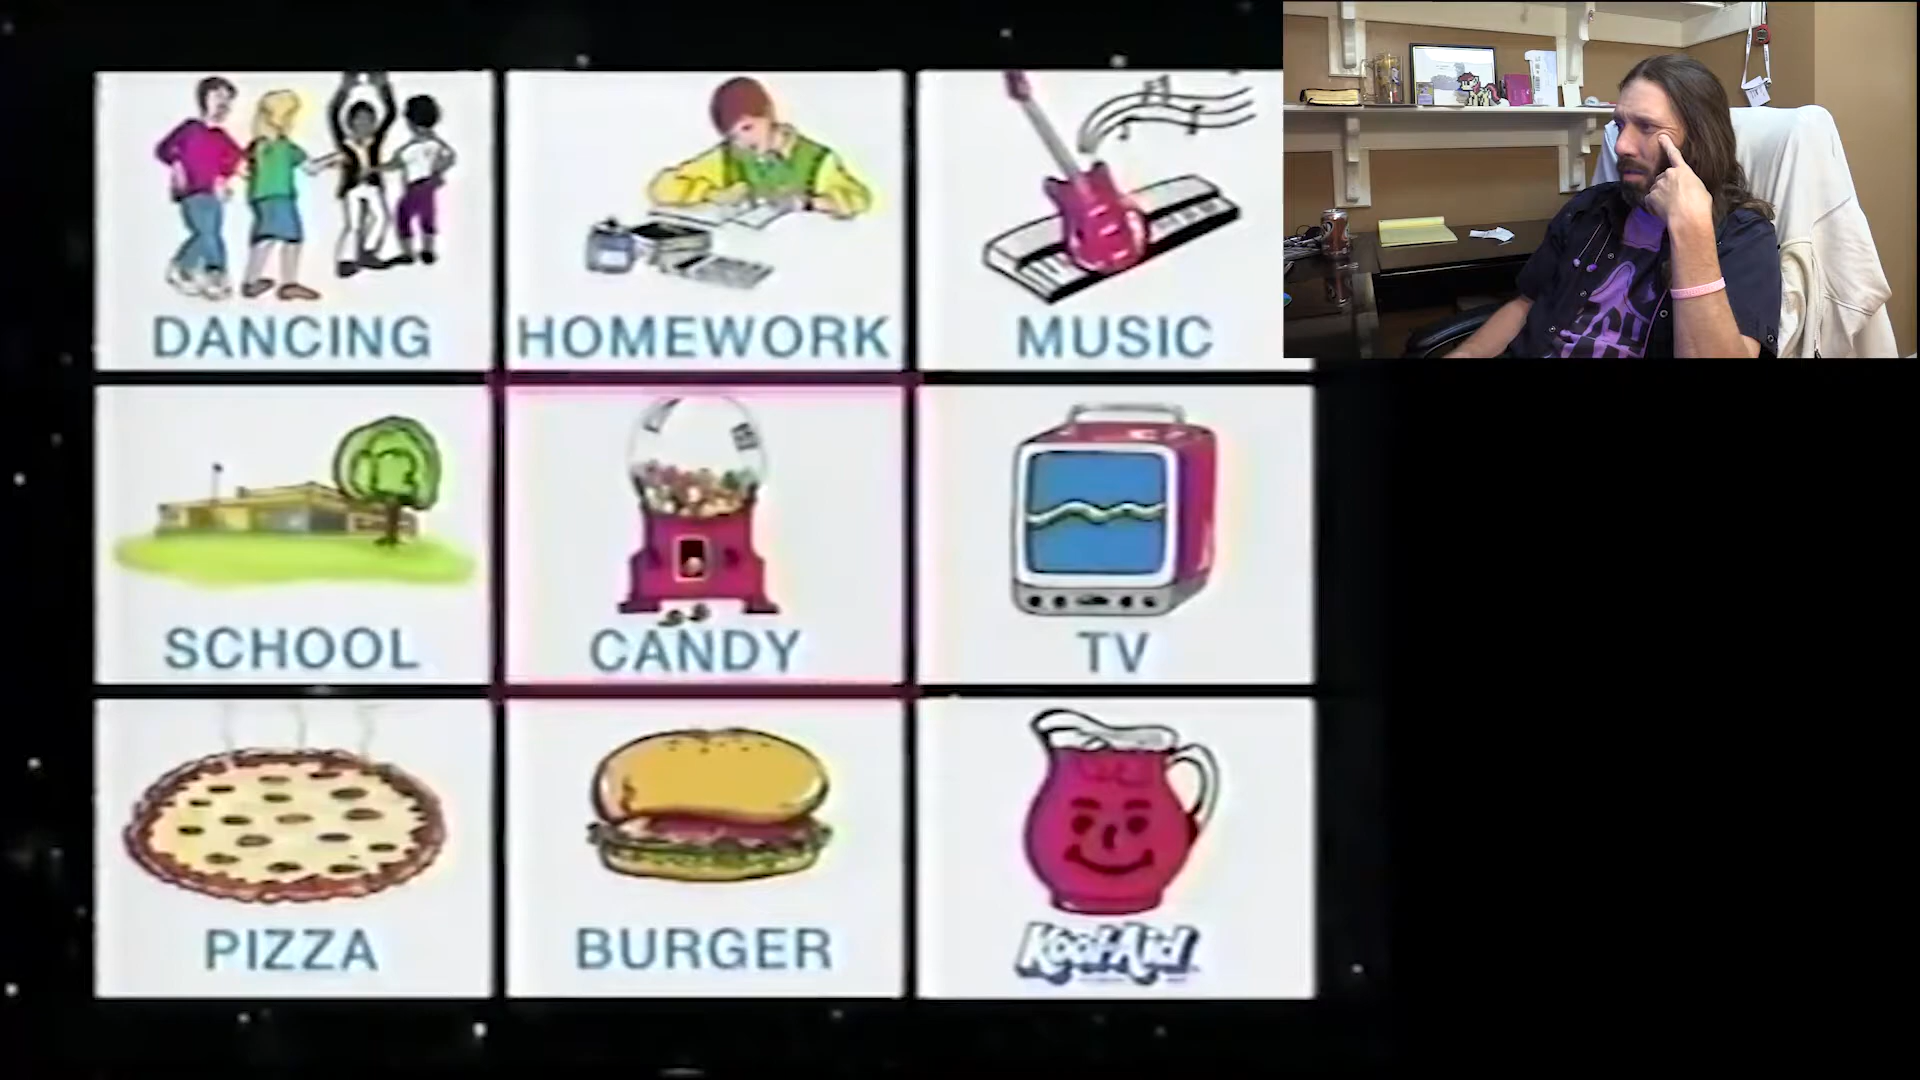 DANCING
HOMEWORK
MUSIC
SCHOOL
CANDY
TV
PIZZA
BURGER
Kool-Aid